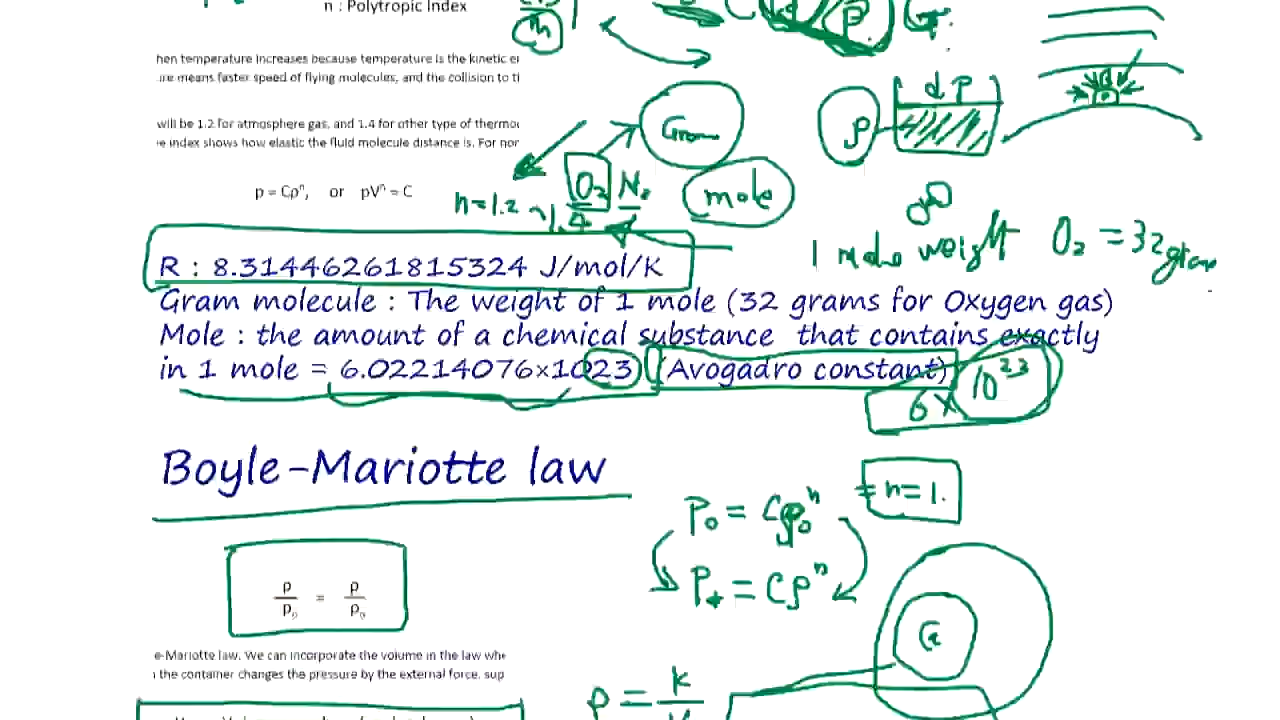 n : Polytropic Index
hen temperature increases because temperature is the kinetic e
means faster speed of flying molecules, and the collision to t
will be 1.2 for atmosphere gas, and 1.4 for other type of thermo
index shows how elastic the fluid molecule distance is. For nor
p = Cρⁿ, or pVⁿ = C
Gram
mole
O₂ N₂
n=1.2 ~ 1.4
ρ
dP
1 mole weight O₂ = 32 gram
R : 8.31446261815324 J/mol/K
Gram molecule : The weight of 1 mole (32 grams for Oxygen gas)
Mole : the amount of a chemical substance that contains exactly
in 1 mole = 6.02214076×1023 (Avogadro constant)
6 × 10²³
Boyle-Mariotte law
n=1.
P₀ = Cρ₀ⁿ
= Cρⁿ
ρ/ρ₀ = ρ/ρ₀
G
e-Mariotte law. We can incorporate the volume in the law whe
the container changes the pressure by the external force. sup
ρ = K